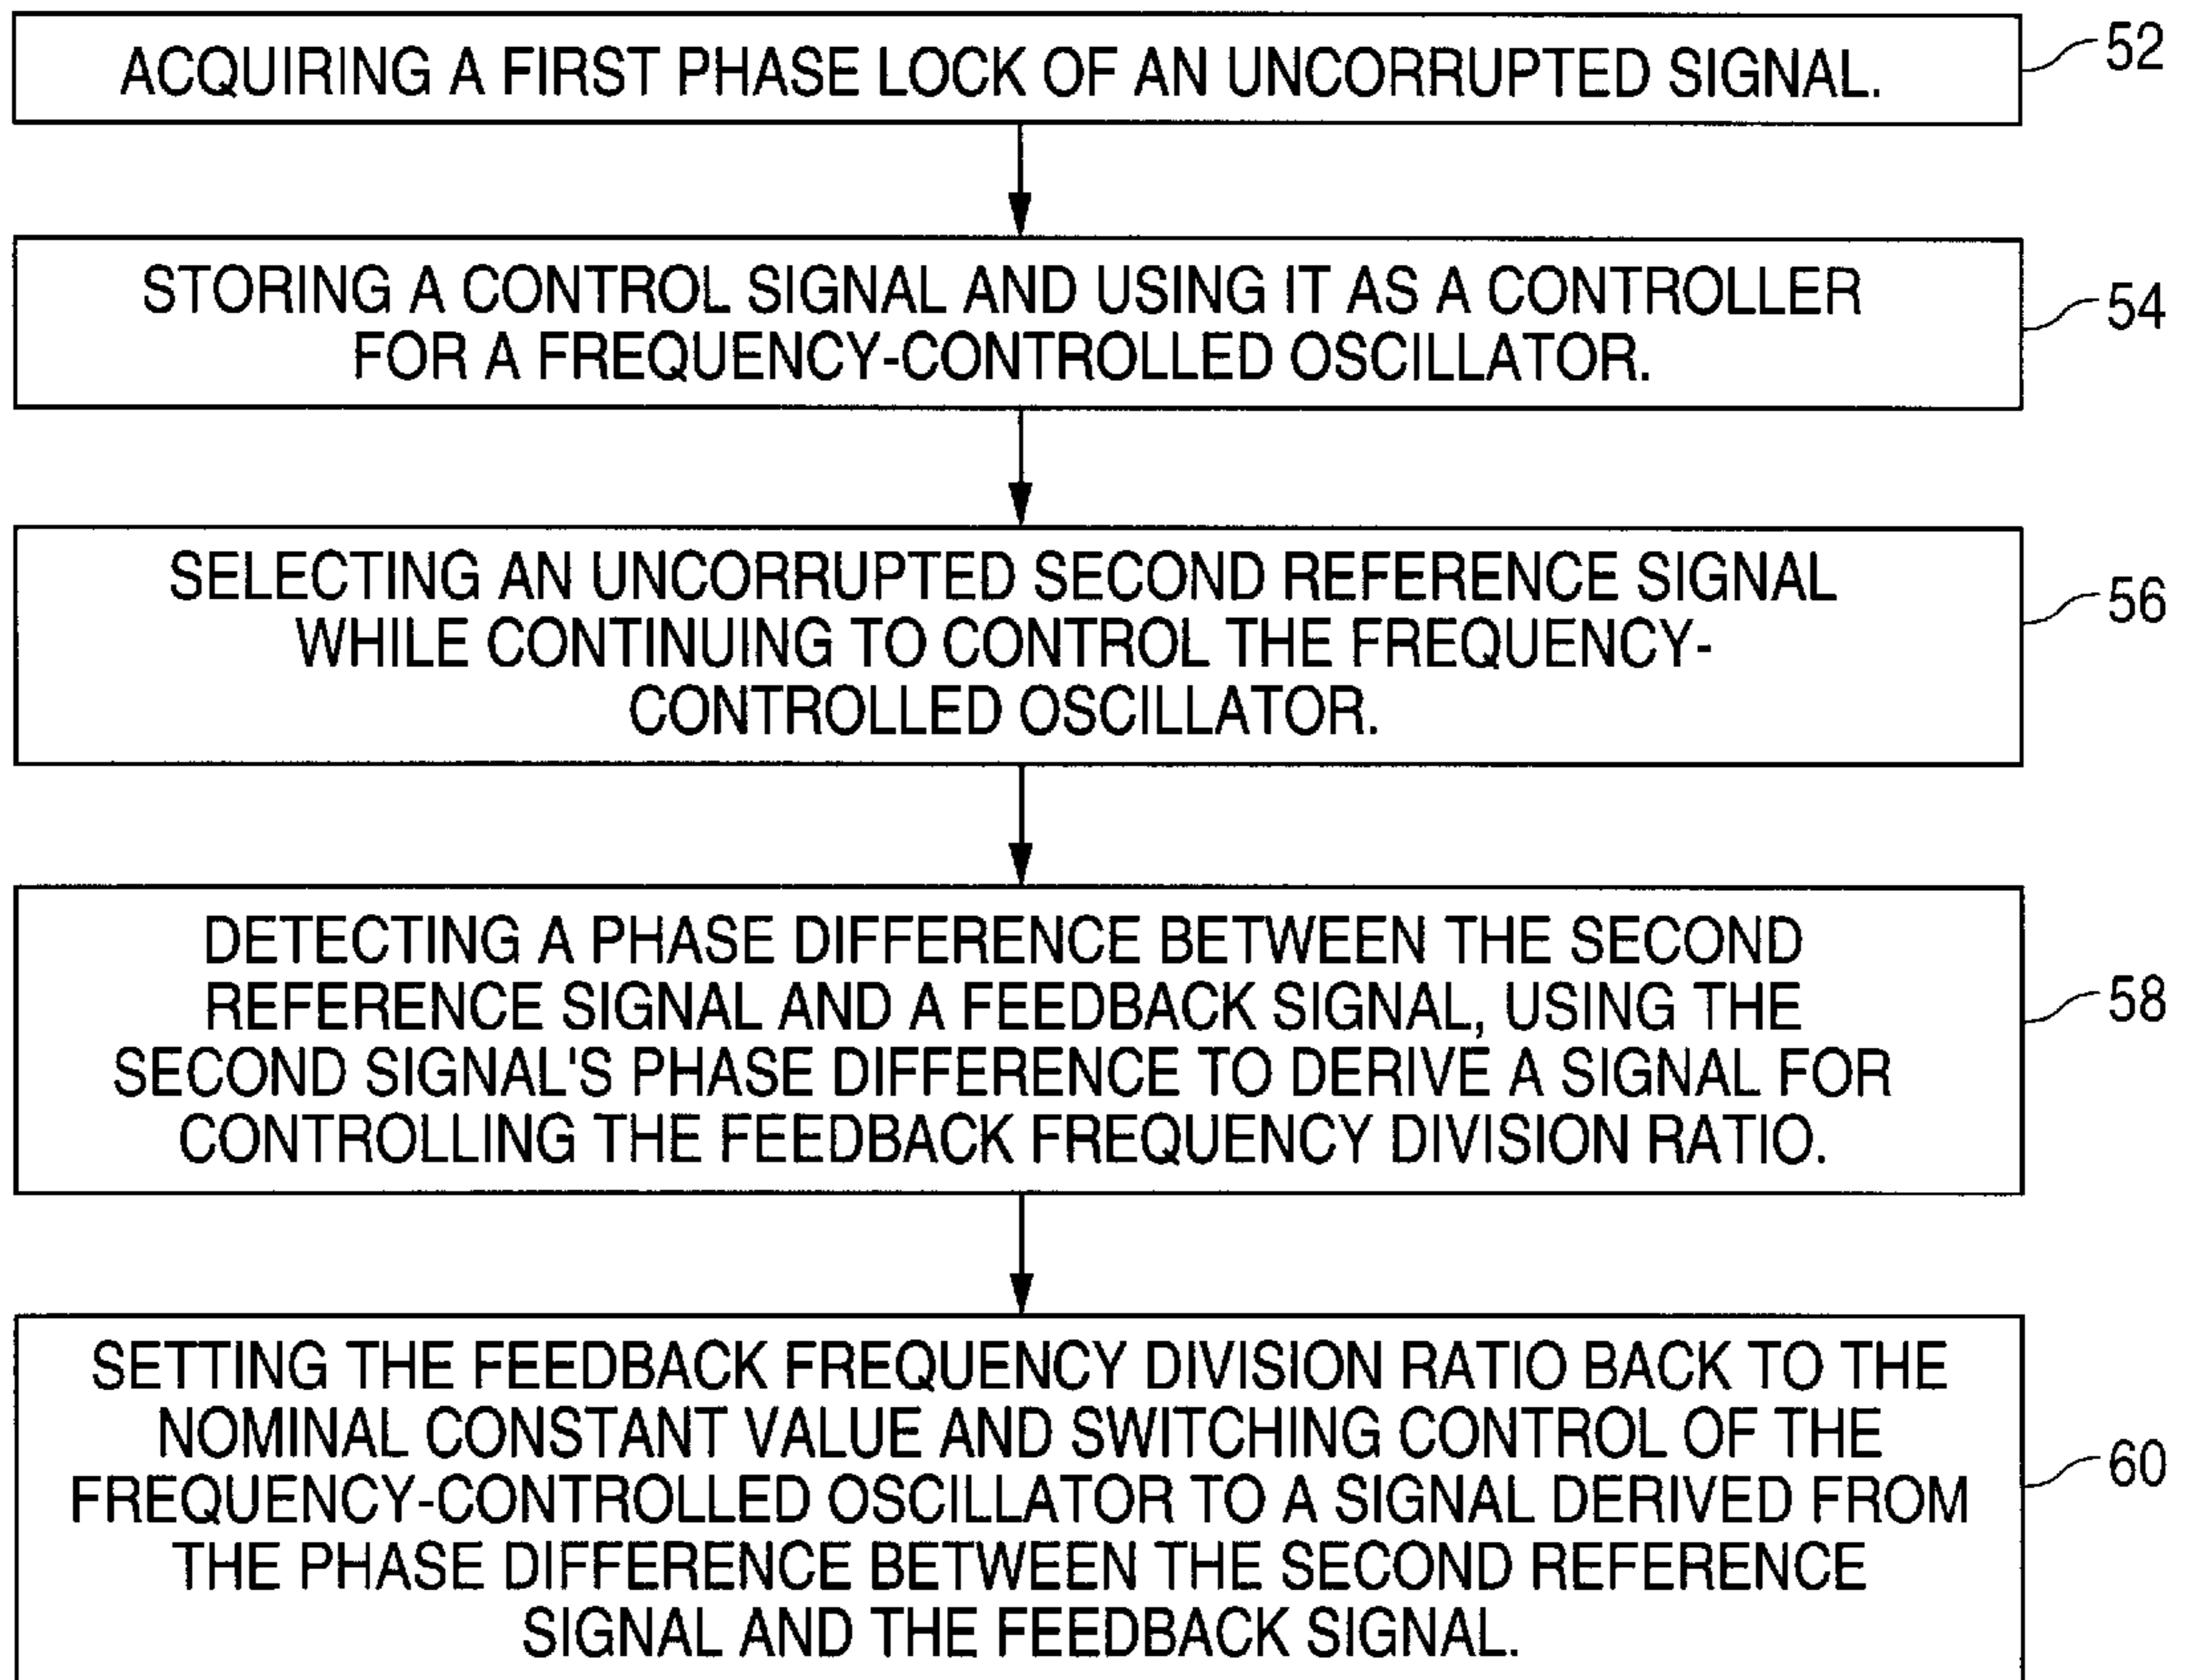 ACQUIRING A FIRST PHASE LOCK OF AN UNCORRUPTED SIGNAL.
52
STORING A CONTROL SIGNAL AND USING IT AS A CONTROLLER
FOR A FREQUENCY-CONTROLLED OSCILLATOR.
54
SELECTING AN UNCORRUPTED SECOND REFERENCE SIGNAL
WHILE CONTINUING TO CONTROL THE FREQUENCY-
CONTROLLED OSCILLATOR.
56
DETECTING A PHASE DIFFERENCE BETWEEN THE SECOND
REFERENCE SIGNAL AND A FEEDBACK SIGNAL, USING THE
SECOND SIGNAL'S PHASE DIFFERENCE TO DERIVE A SIGNAL FOR
CONTROLLING THE FEEDBACK FREQUENCY DIVISION RATIO.
58
SETTING THE FEEDBACK FREQUENCY DIVISION RATIO BACK TO THE
NOMINAL CONSTANT VALUE AND SWITCHING CONTROL OF THE
FREQUENCY-CONTROLLED OSCILLATOR TO A SIGNAL DERIVED FROM
THE PHASE DIFFERENCE BETWEEN THE SECOND REFERENCE
SIGNAL AND THE FEEDBACK SIGNAL.
60